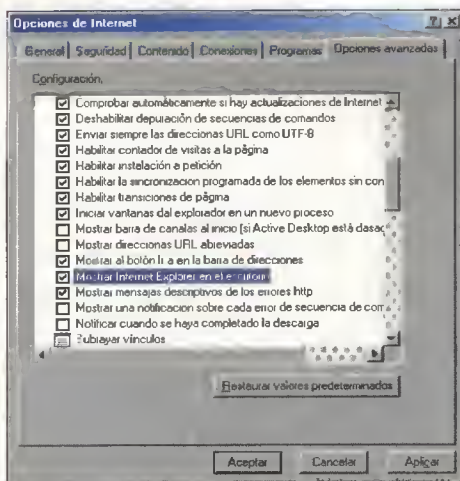 Opciones de Internet
General Seguridad Contenido Conexiones Programas Opciones avanzadas
Configuración.
Comprobar automáticamente si hay actualizaciones de Internet
Deshabilitar depuración de secuencias de comandos
Enviar siempre las direcciones URL como UTF-8
Habilitar contador de visitas a la página
Habilitar instalación a petición
Habilitar la sincronizacion programada de los elementos sin con
Habilitar transiciones de página
Iniciar ventanas del explorador en un nuevo proceso
Mostrar barra de canales al inicio [si Active Desktop está desac
Mostrar direcciones URL abreviadas
Mostrar el botón Ir a en la barra de direcciones
Mostrar Internet Explorer en el escritorio
Mostrar mensajes descriptivos de los errores http
Mostrar una notificacion sobre cada error de secuencia de com
Notificar cuando se haya completado la descarga
Subrayar vínculos
Restaurar valores predeterminados
Aceptar Cancelar Aplicar